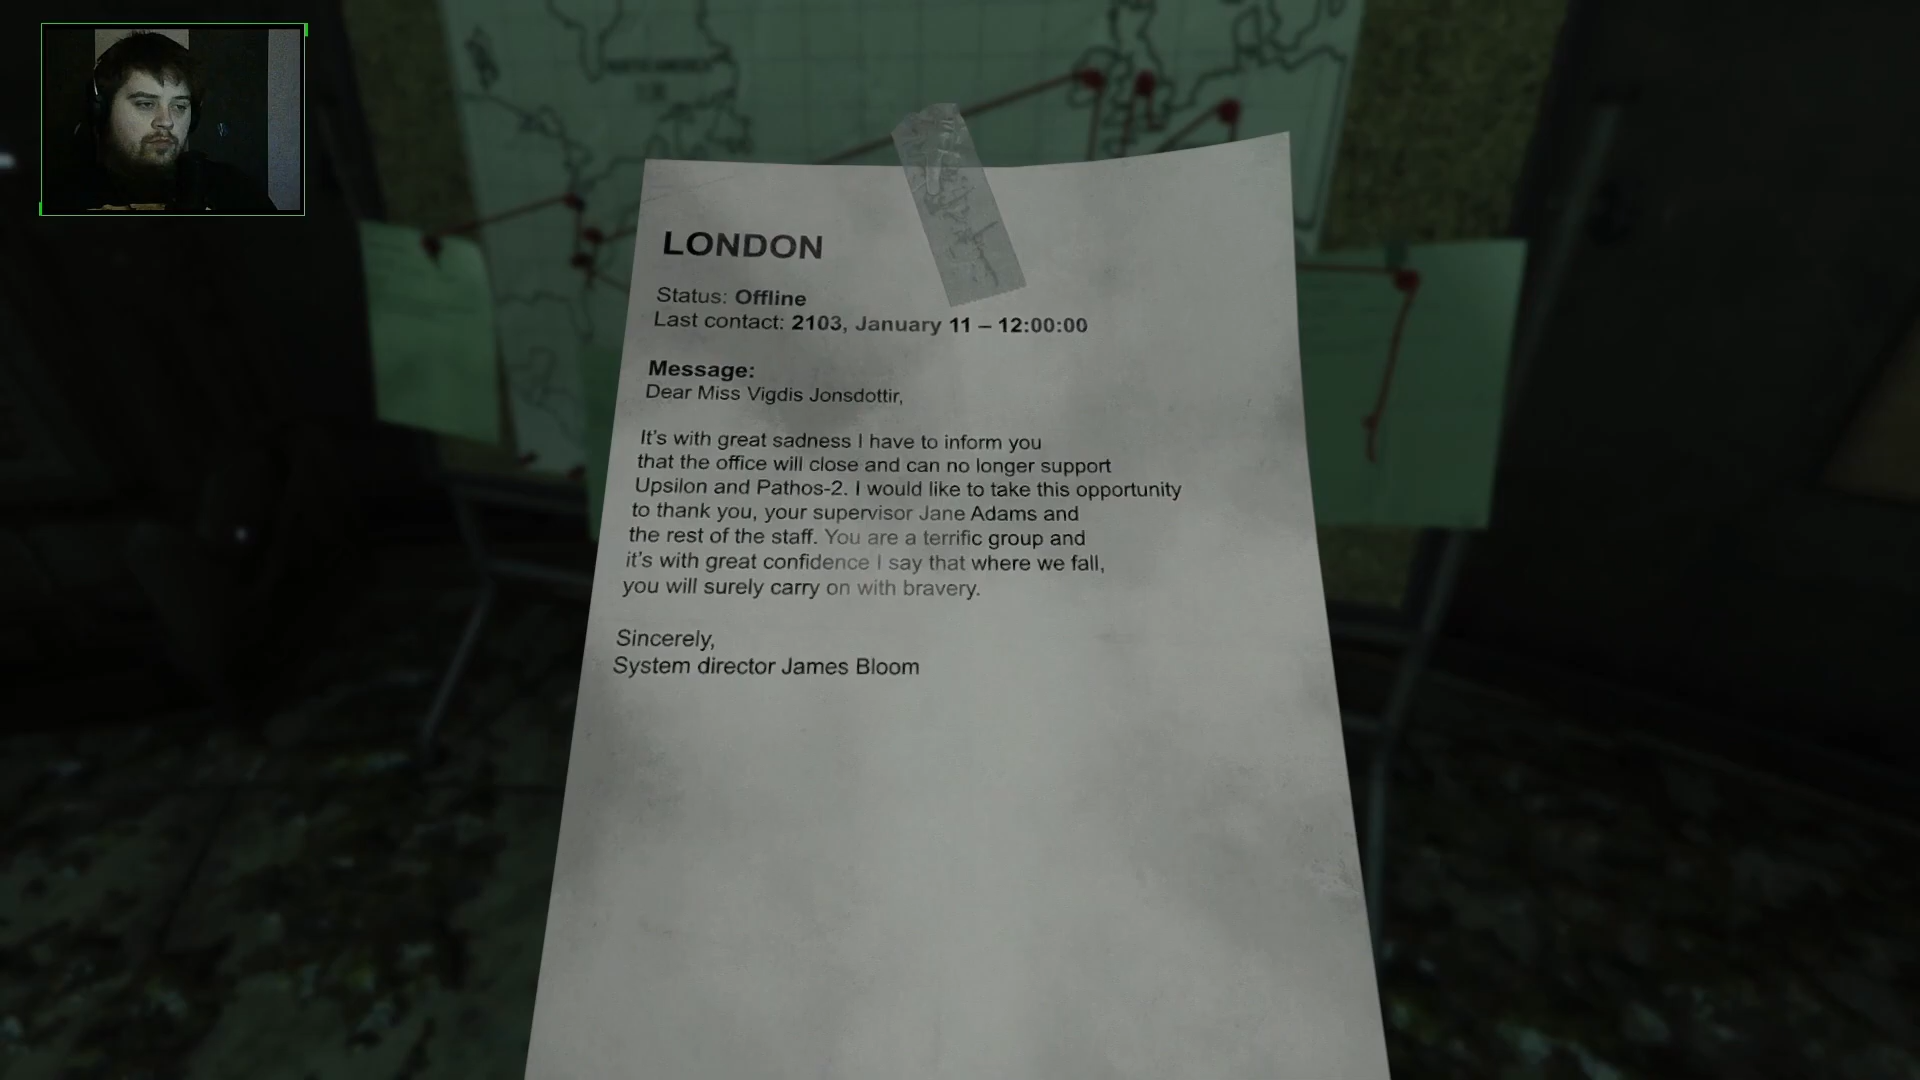 LONDON
Status: Offline
Last contact: 2103, January 11 – 12:00:00
Message:
Dear Miss Vigdis Jonsdottir,
It's with great sadness I have to inform you
that the office will close and can no longer support
Upsilon and Pathos-2. I would like to take this opportunity
to thank you, your supervisor Jane Adams and
the rest of the staff. You are a terrific group and
it's with great confidence I say that where we fall,
you will surely carry on with bravery.
Sincerely,
System director James Bloom